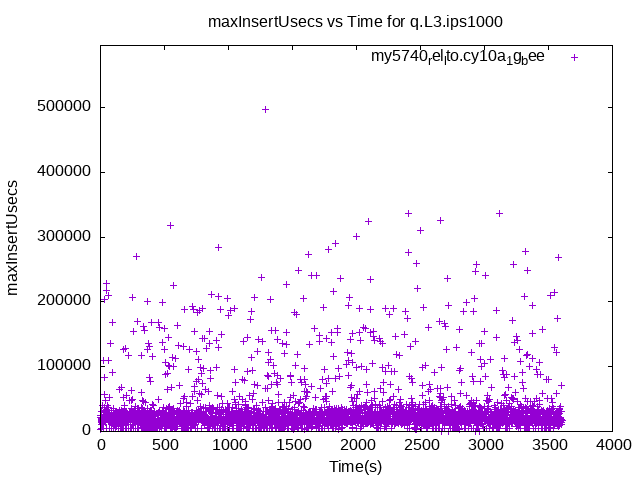 maxInsertUsecs vs Time for q.L3.ips1000
my5740relito.cy10a1gbee
maxInsertUsecs
500000
400000
300000
200000
100000
0
0 500 1000 1500 2000 2500 3000 3500 4000
Time(s)